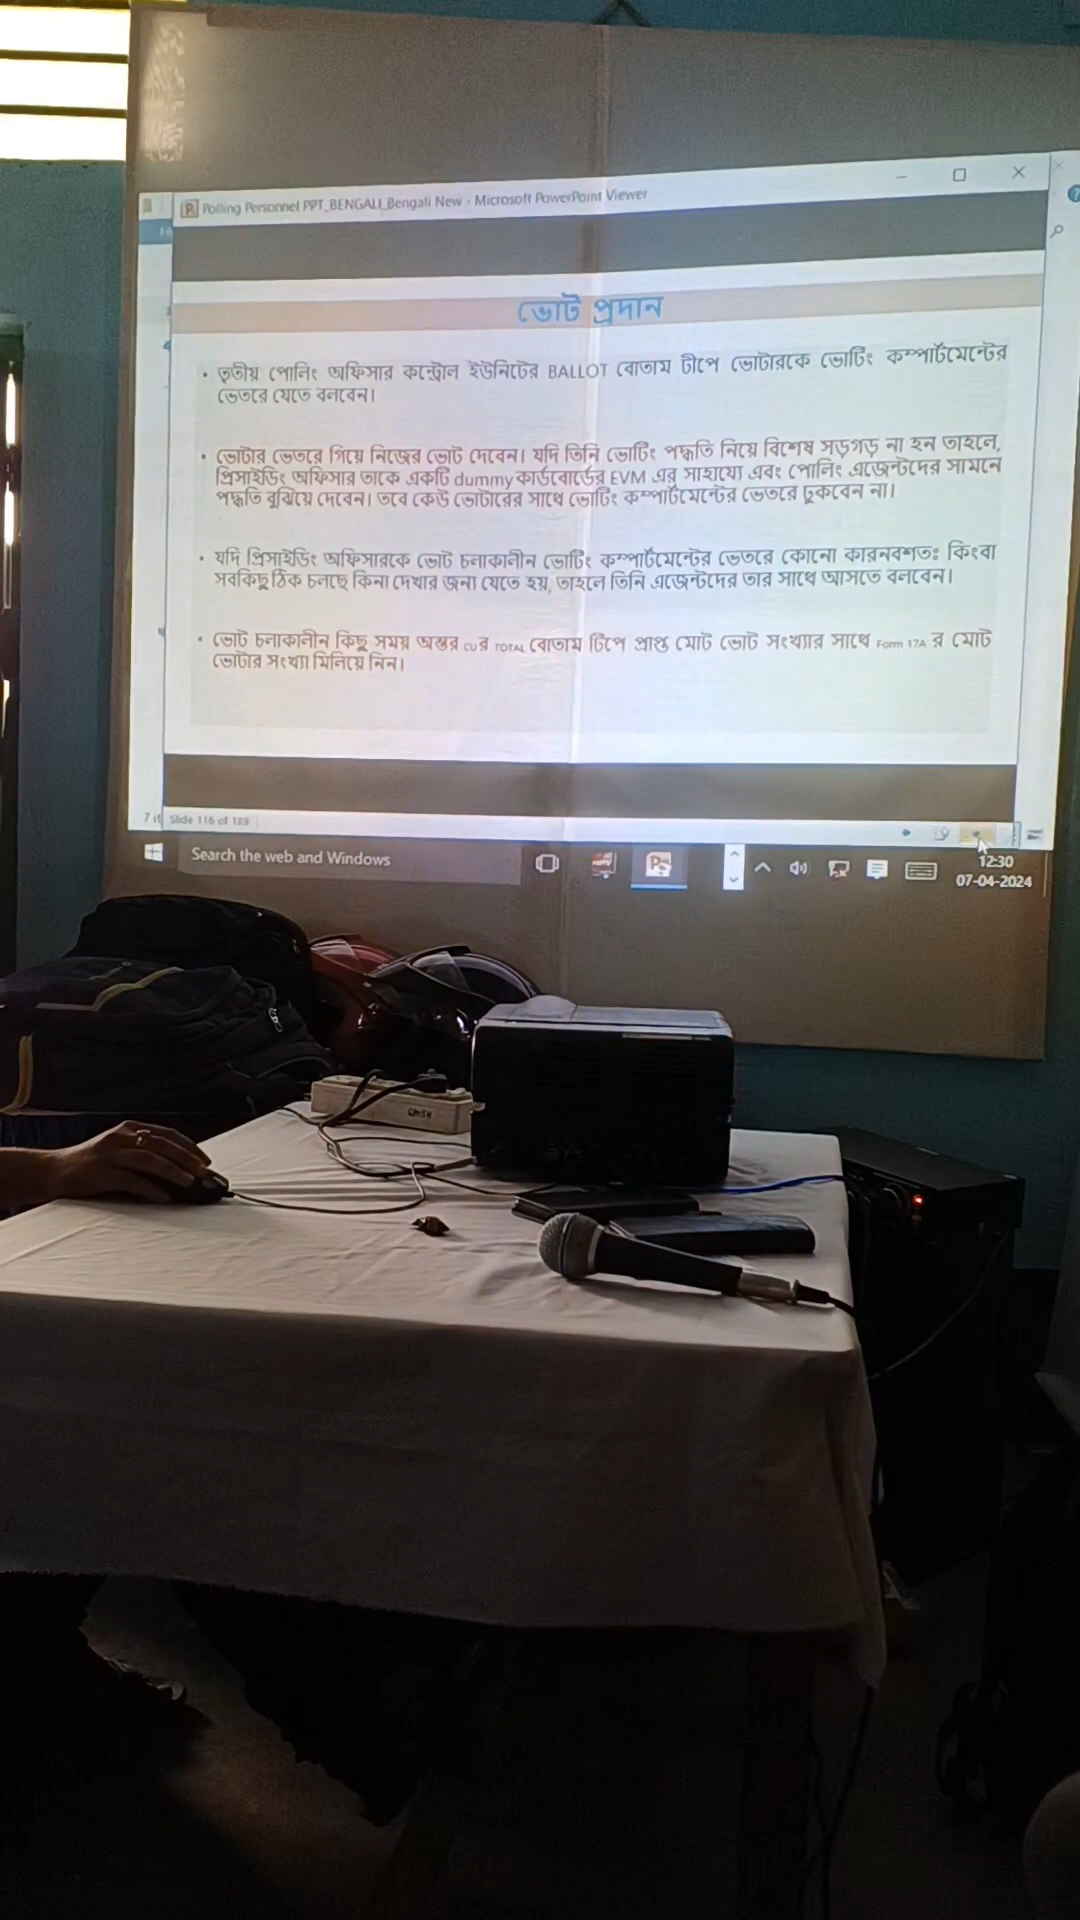 Polling Personnel PPT_BENGALI_Bengali New - Microsoft PowerPoint Viewer
ভোট প্রদান
• তৃতীয় পোলিং অফিসার কন্ট্রোল ইউনিটের BALLOT বোতাম টীপে ভোটারকে ভোটিং কম্পার্টমেন্টের
ভেতরে যেতে বলবেন।
• ভোটার ভেতরে গিয়ে নিজের ভোট দেবেন। যদি তিনি ভোটিং পদ্ধতি নিয়ে বিশেষ সড়গড় না হন তাহলে,
প্রিসাইডিং অফিসার তাকে একটি dummy কার্ডবোর্ডের EVM এর সাহায্যে এবং পোলিং এজেন্টদের সামনে
পদ্ধতি বুঝিয়ে দেবেন। তবে কেউ ভোটারের সাথে ভোটিং কম্পার্টমেন্টের ভেতরে ঢুকবেন না।
• যদি প্রিসাইডিং অফিসারকে ভোট চলাকালীন ভোটিং কম্পার্টমেন্টের ভেতরে কোনো কারনবশতঃ কিংবা
সবকিছু ঠিক চলছে কিনা দেখার জন্য যেতে হয়, তাহলে তিনি এজেন্টদের তার সাথে আসতে বলবেন।
• ভোট চলাকালীন কিছু সময় অন্তর CUর TOTAL বোতাম টিপে প্রাপ্ত মোট ভোট সংখ্যার সাথে Form 17A র মোট
ভোটার সংখ্যা মিলিয়ে নিন।
Slide 116 of 189
Search the web and Windows
12:30
07-04-2024